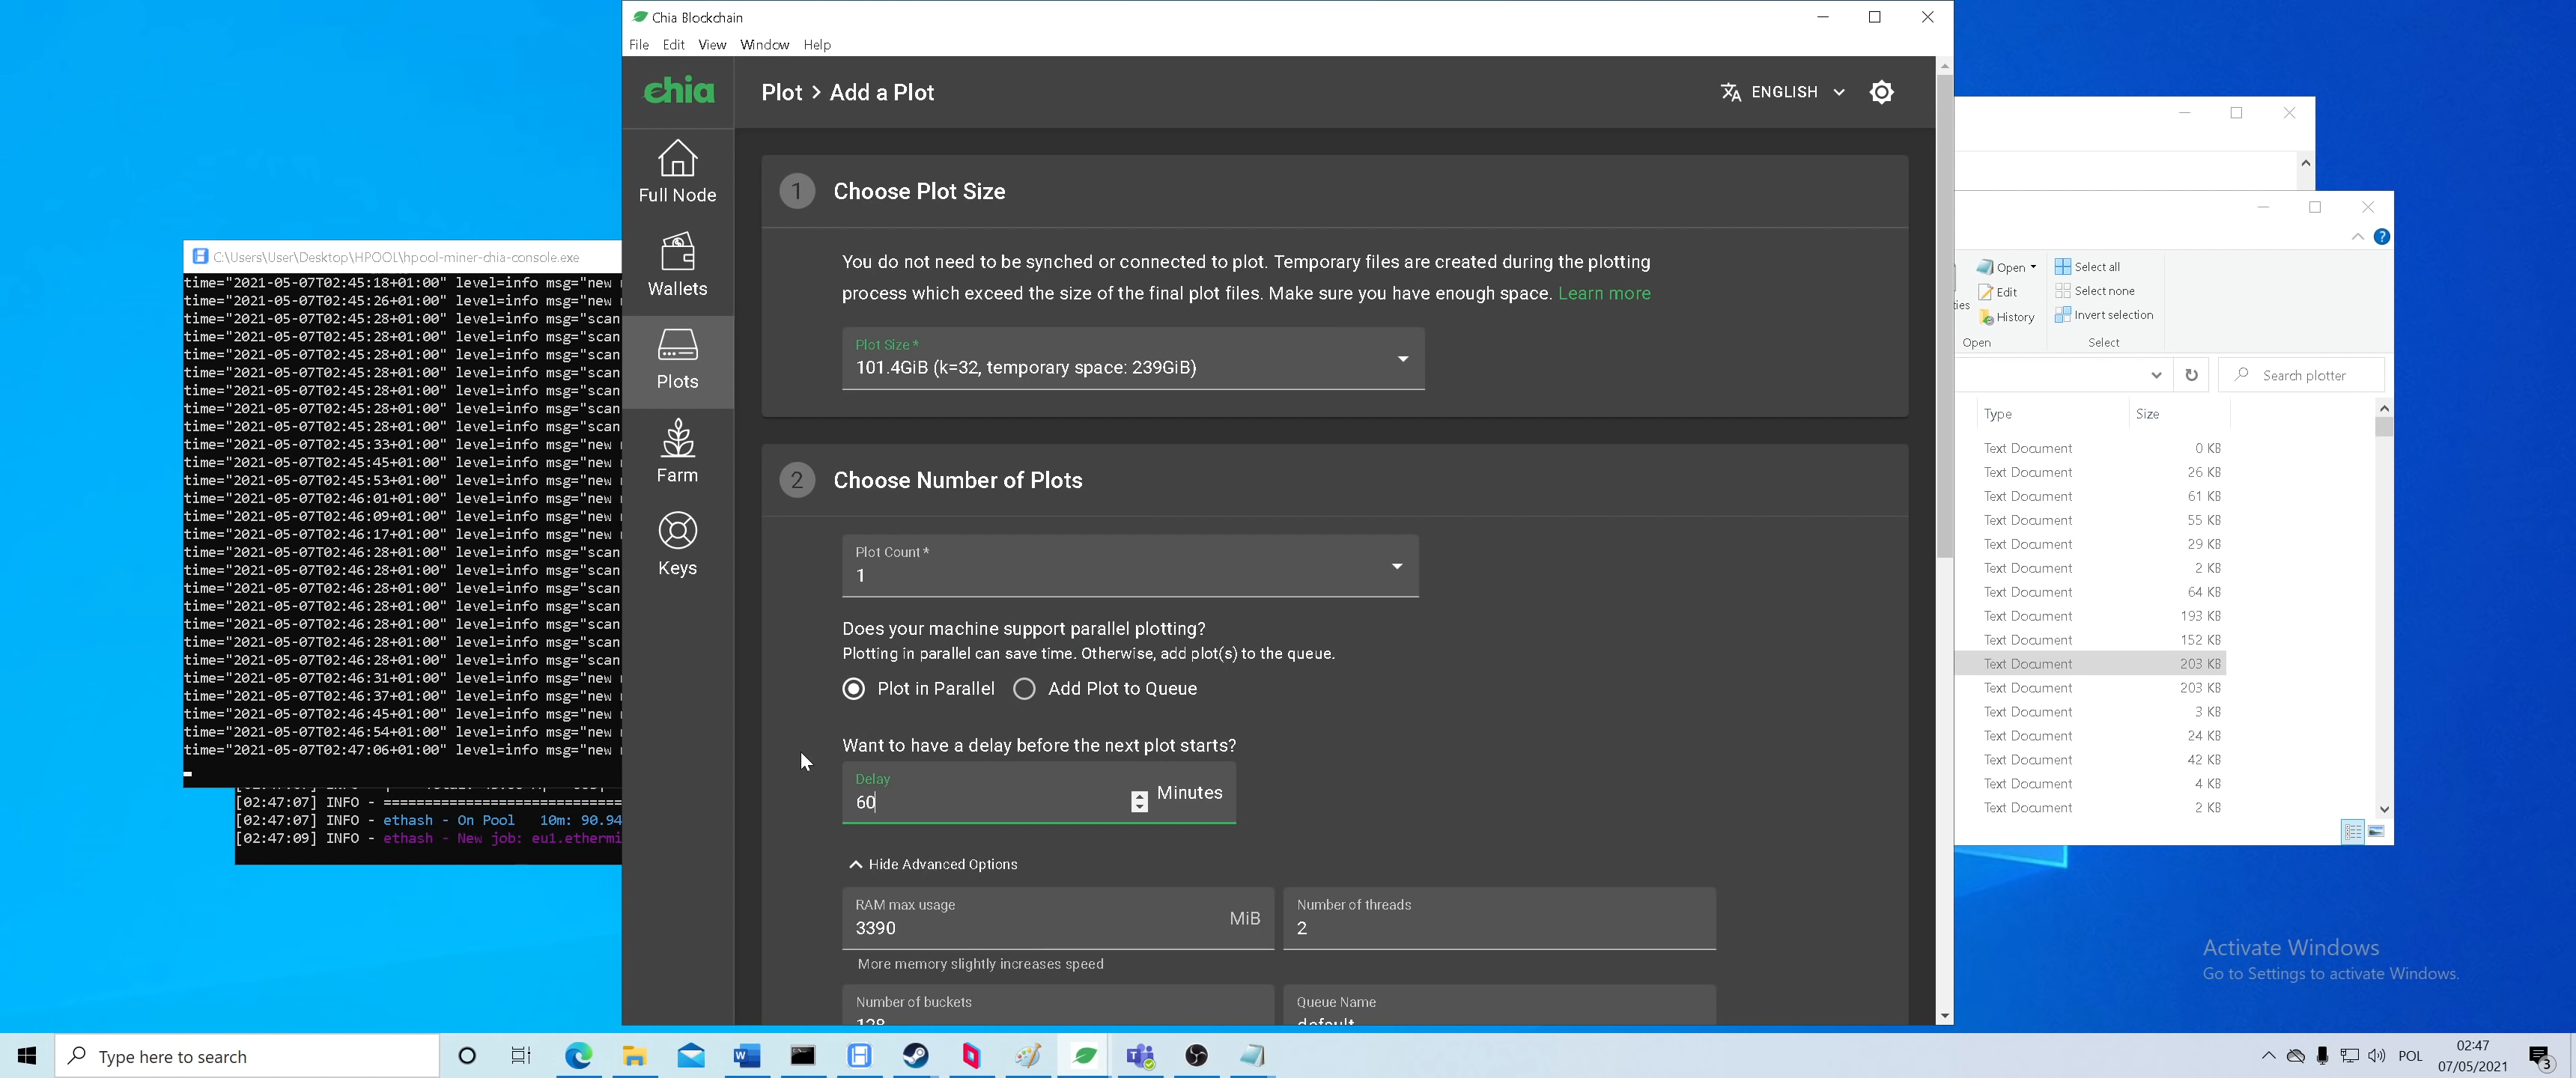 Chia Blockchain
File Edit View Window Help
chia
Plot > Add a Plot
ENGLISH
Full Node
Wallets
Plots
Farm
Keys
1 Choose Plot Size
You do not need to be synched or connected to plot. Temporary files are created during the plotting
process which exceed the size of the final plot files. Make sure you have enough space. Learn more
Plot Size *
101.4GiB (k=32, temporary space: 239GiB)
2 Choose Number of Plots
Plot Count *
1
Does your machine support parallel plotting?
Plotting in parallel can save time. Otherwise, add plot(s) to the queue.
Plot in Parallel Add Plot to Queue
Want to have a delay before the next plot starts?
Delay
60 Minutes
Hide Advanced Options
RAM max usage
3390 MiB
More memory slightly increases speed
Number of threads
2
Number of buckets
128
Queue Name
default
C:\Users\User\Desktop\HPOOL\hpool-miner-chia-console.exe
time="2021-05-07T02:45:18+01:00" level=info msg="new
time="2021-05-07T02:45:26+01:00" level=info msg="new
time="2021-05-07T02:45:28+01:00" level=info msg="scan
time="2021-05-07T02:45:28+01:00" level=info msg="scan
time="2021-05-07T02:45:28+01:00" level=info msg="scan
time="2021-05-07T02:45:28+01:00" level=info msg="scan
time="2021-05-07T02:45:28+01:00" level=info msg="scan
time="2021-05-07T02:45:28+01:00" level=info msg="scan
time="2021-05-07T02:45:28+01:00" level=info msg="scan
time="2021-05-07T02:45:33+01:00" level=info msg="new
time="2021-05-07T02:45:45+01:00" level=info msg="new
time="2021-05-07T02:45:53+01:00" level=info msg="new
time="2021-05-07T02:46:01+01:00" level=info msg="new
time="2021-05-07T02:46:09+01:00" level=info msg="new
time="2021-05-07T02:46:17+01:00" level=info msg="new
time="2021-05-07T02:46:28+01:00" level=info msg="scan
time="2021-05-07T02:46:28+01:00" level=info msg="scan
time="2021-05-07T02:46:28+01:00" level=info msg="scan
time="2021-05-07T02:46:28+01:00" level=info msg="scan
time="2021-05-07T02:46:28+01:00" level=info msg="scan
time="2021-05-07T02:46:28+01:00" level=info msg="scan
time="2021-05-07T02:46:28+01:00" level=info msg="scan
time="2021-05-07T02:46:31+01:00" level=info msg="new
time="2021-05-07T02:46:37+01:00" level=info msg="new
time="2021-05-07T02:46:45+01:00" level=info msg="new
time="2021-05-07T02:46:54+01:00" level=info msg="new
time="2021-05-07T02:47:06+01:00" level=info msg="new
[02:47:07] INFO - =============================
[02:47:07] INFO - ethash - On Pool 10m: 90.94
[02:47:09] INFO - ethash - New job: eu1.ethermi
Open Select all
Edit Select none
ties History Invert selection
Open Select
Search plotter
Type Size
Text Document 0 KB
Text Document 26 KB
Text Document 61 KB
Text Document 55 KB
Text Document 29 KB
Text Document 2 KB
Text Document 64 KB
Text Document 193 KB
Text Document 152 KB
Text Document 203 KB
Text Document 203 KB
Text Document 3 KB
Text Document 24 KB
Text Document 42 KB
Text Document 4 KB
Text Document 2 KB
Activate Windows
Go to Settings to activate Windows.
Type here to search
POL
02:47
07/05/2021
3